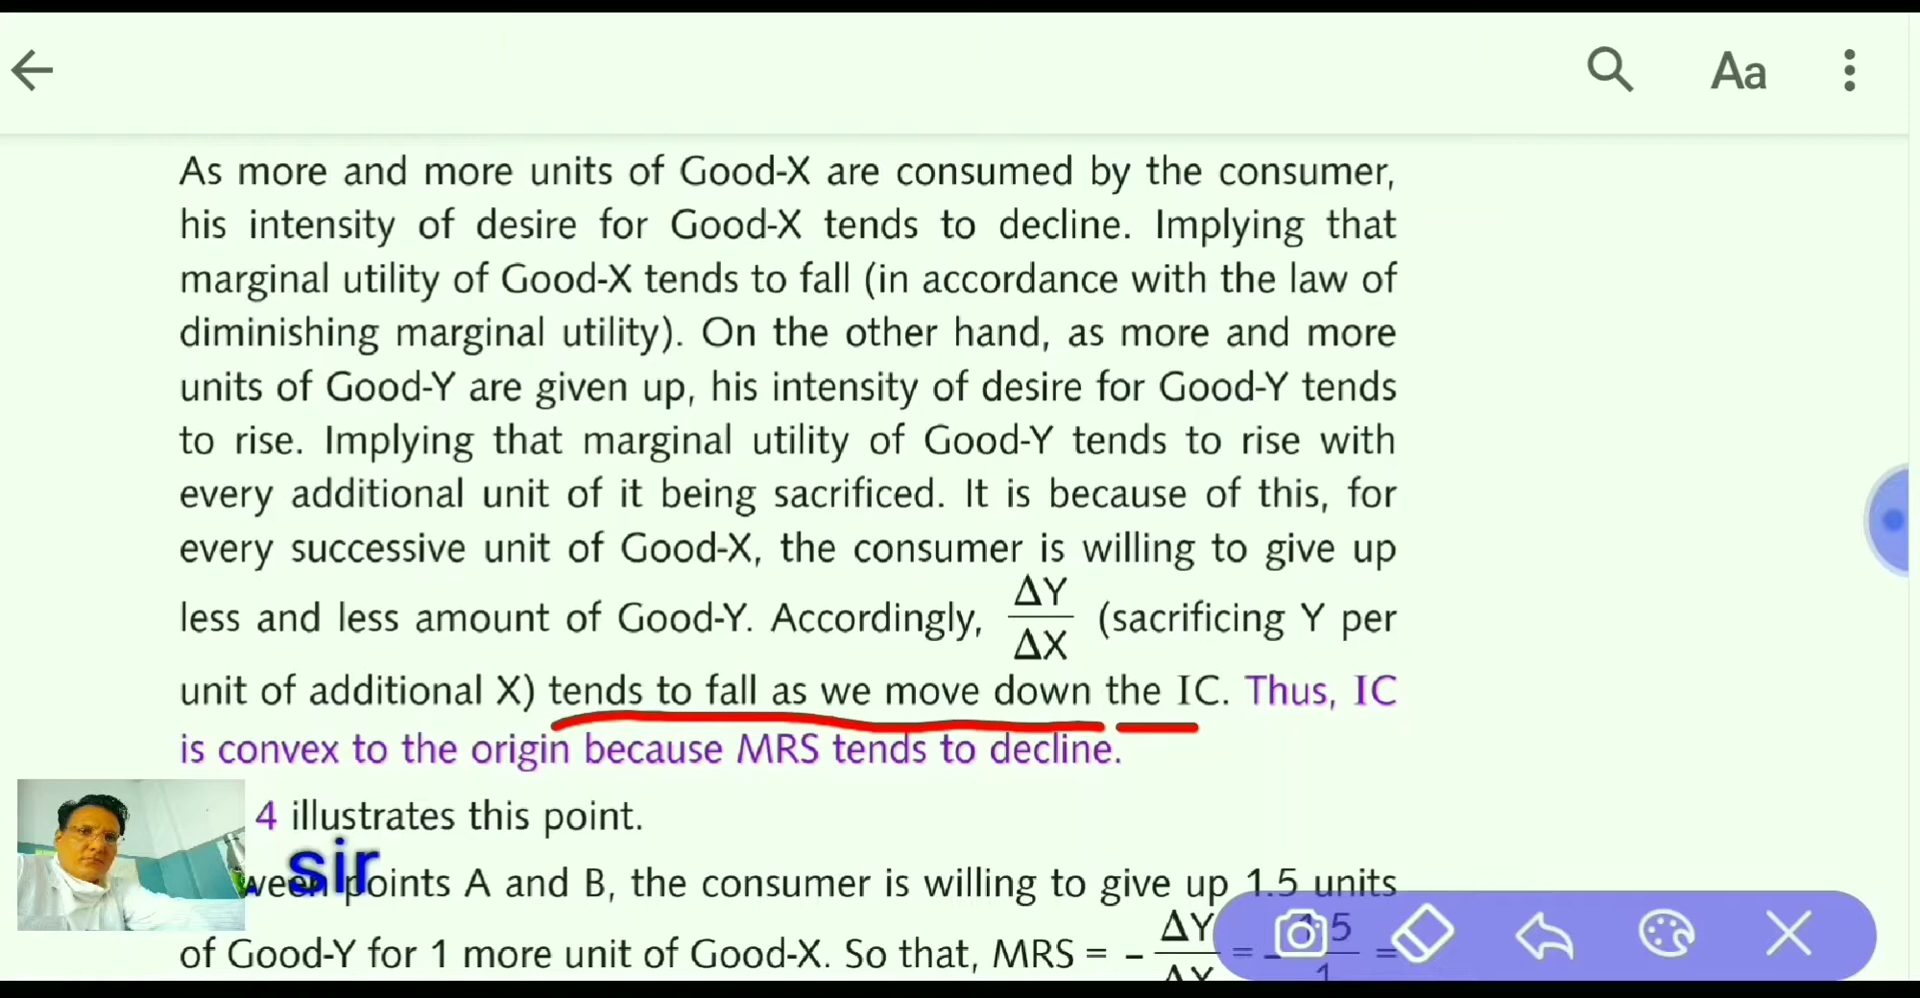 Aa
As more and more units of Good-X are consumed by the consumer,
his intensity of desire for Good-X tends to decline. Implying that
marginal utility of Good-X tends to fall (in accordance with the law of
diminishing marginal utility). On the other hand, as more and more
units of Good-Y are given up, his intensity of desire for Good-Y tends
to rise. Implying that marginal utility of Good-Y tends to rise with
every additional unit of it being sacrificed. It is because of this, for
every successive unit of Good-X, the consumer is willing to give up
less and less amount of Good-Y. Accordingly, ΔY/ΔX (sacrificing Y per
unit of additional X) tends to fall as we move down the IC. Thus, IC
is convex to the origin because MRS tends to decline.
4 illustrates this point.
sir
points A and B, the consumer is willing to give up 1.5 units
of Good-Y for 1 more unit of Good-X. So that, MRS = - ΔY/ΔX = - 1.5/1 =